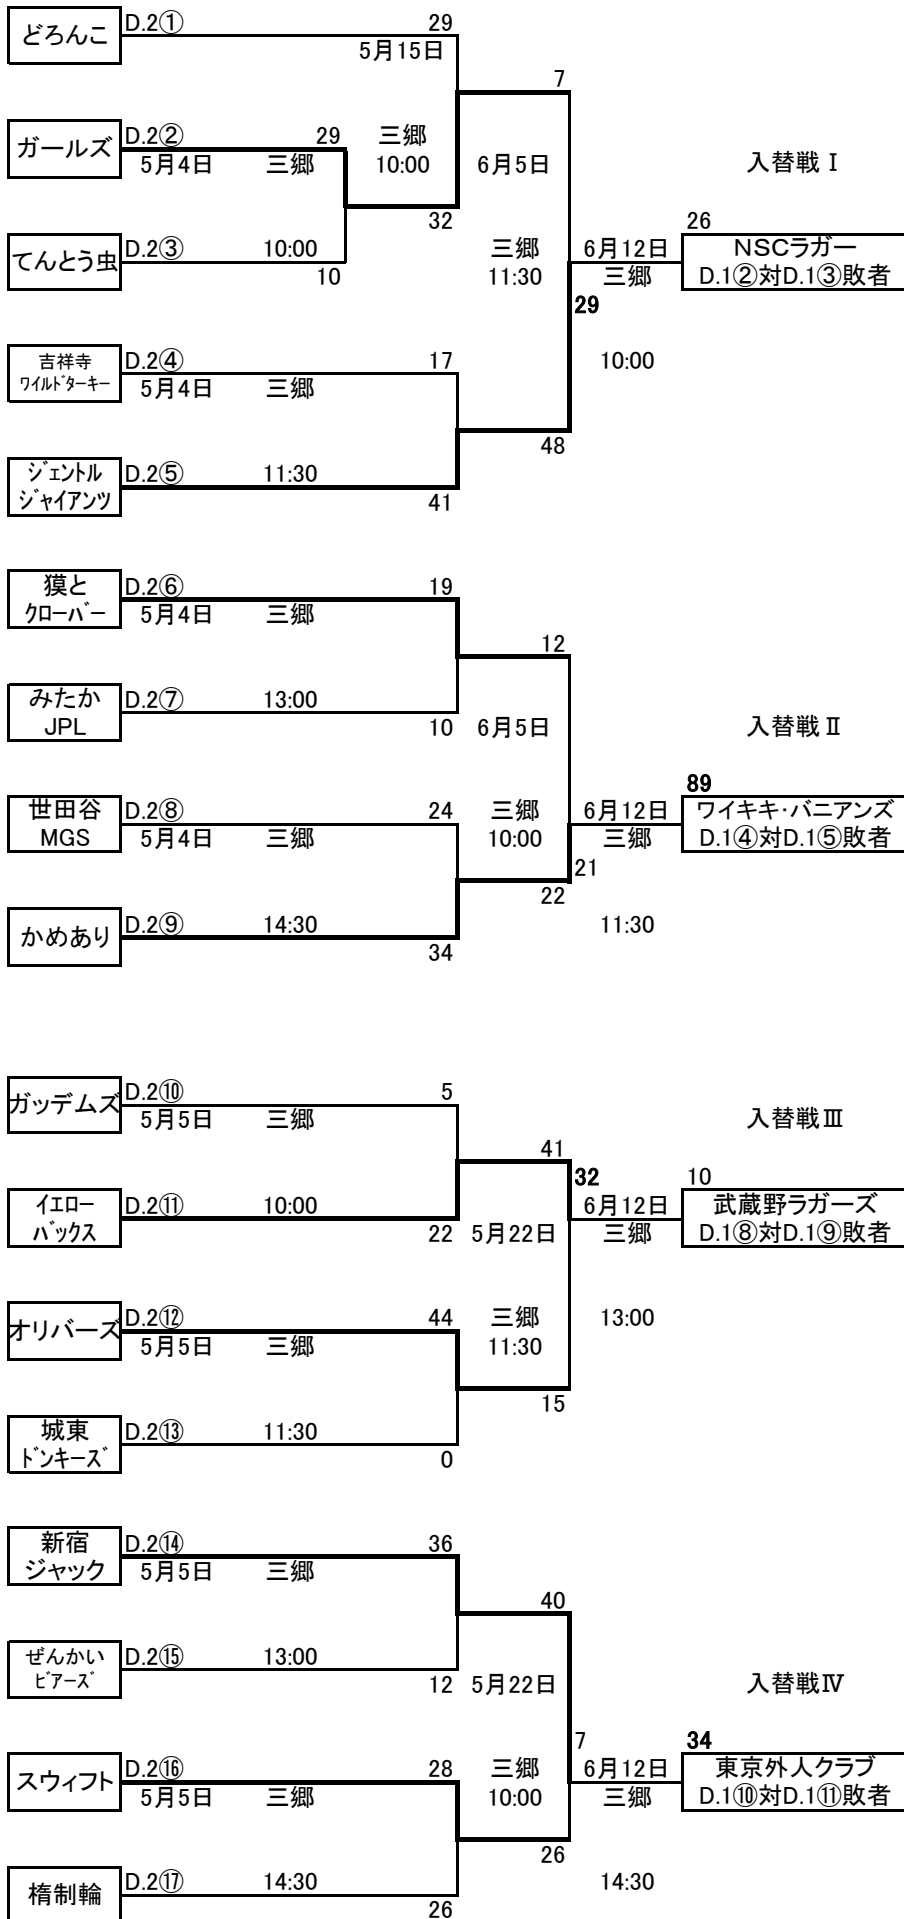 どろんこ
D.2①
29
5月15日
7
ガールズ
D.2②
29
三郷
5月4日
三郷
10:00
6月5日
入替戦Ⅰ
32
26
てんとう虫
D.2③
10:00
三郷
6月12日
NSCラガー
10
11:30
三郷
D.1②対D.1③敗者
29
吉祥寺
ワイルドターキー
D.2④
17
10:00
5月4日
三郷
48
ジェントル
ジャイアンツ
D.2⑤
11:30
41
獏と
クローバー
D.2⑥
19
5月4日
三郷
12
みたか
JPL
D.2⑦
13:00
10
6月5日
入替戦Ⅱ
89
世田谷
MGS
D.2⑧
24
三郷
6月12日
ワイキキ・バニアンズ
5月4日
三郷
10:00
三郷
D.1④対D.1⑤敗者
21
22
かめあり
D.2⑨
14:30
11:30
34
ガッデムズ
D.2⑩
5
5月5日
三郷
入替戦Ⅲ
41
32
10
イエロー
バックス
D.2⑪
10:00
6月12日
武蔵野ラガーズ
22
5月22日
三郷
D.1⑧対D.1⑨敗者
オリバーズ
D.2⑫
44
三郷
13:00
5月5日
三郷
11:30
15
城東
ドンキーズ
D.2⑬
11:30
0
新宿
ジャック
D.2⑭
36
5月5日
三郷
40
ぜんかい
ビアーズ
D.2⑮
13:00
12
5月22日
入替戦Ⅳ
7
34
スウィフト
D.2⑯
28
三郷
6月12日
東京外人クラブ
5月5日
三郷
10:00
三郷
D.1⑩対D.1⑪敗者
26
楕制輪
D.2⑰
14:30
14:30
26